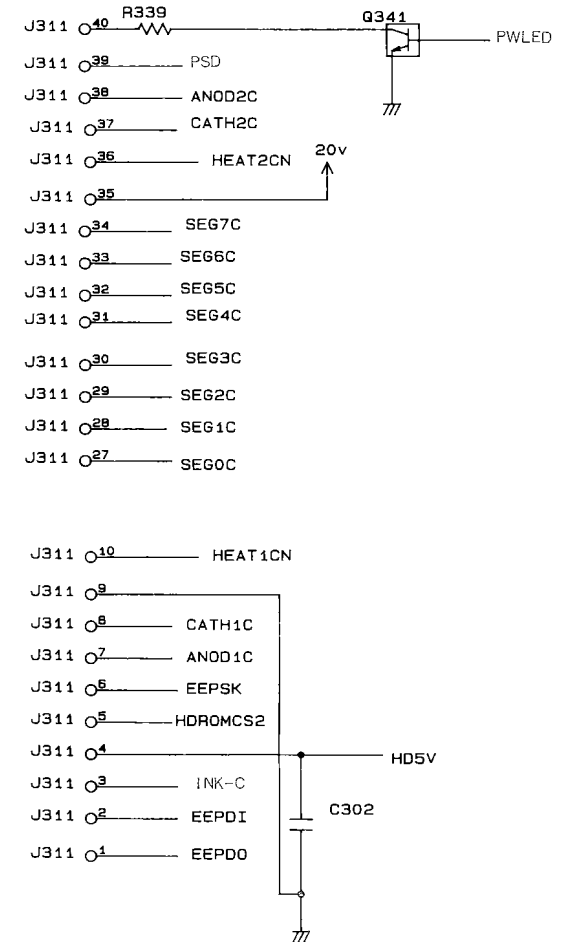 R339 Q341
J311 40 PWLED
J311 39 PSD
J311 38 ANOD2C
J311 37 CATH2C
J311 36 HEAT2CN 20v
J311 35
J311 34 SEG7C
J311 33 SEG6C
J311 32 SEG5C
J311 31 SEG4C
J311 30 SEG3C
J311 29 SEG2C
J311 28 SEG1C
J311 27 SEG0C
J311 10 HEAT1CN
J311 9
J311 8 CATH1C
J311 7 ANOD1C
J311 6 EEPSK
J311 5 HDROMCS2
J311 4 HD5V
J311 3 INK-C
J311 2 EEPDI C302
J311 1 EEPDO